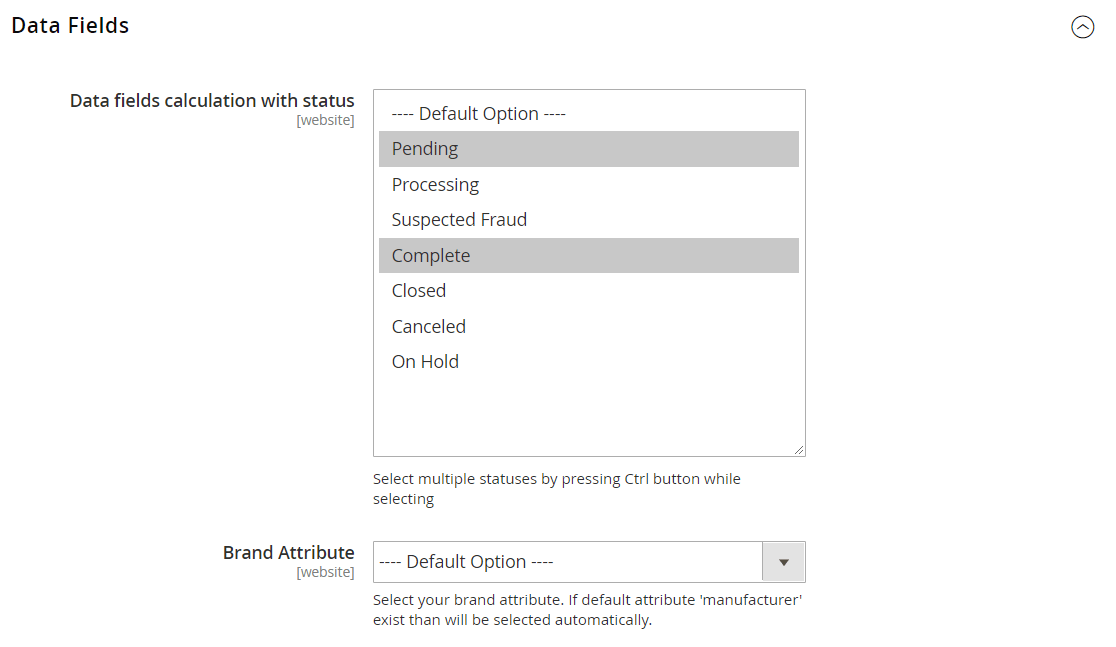 Data Fields
Data fields calculation with status
[website]
---- Default Option ----
Pending
Processing
Suspected Fraud
Complete
Closed
Canceled
On Hold
Select multiple statuses by pressing Ctrl button while
selecting
Brand Attribute
[website]
---- Default Option ----
Select your brand attribute. If default attribute 'manufacturer'
exist than will be selected automatically.